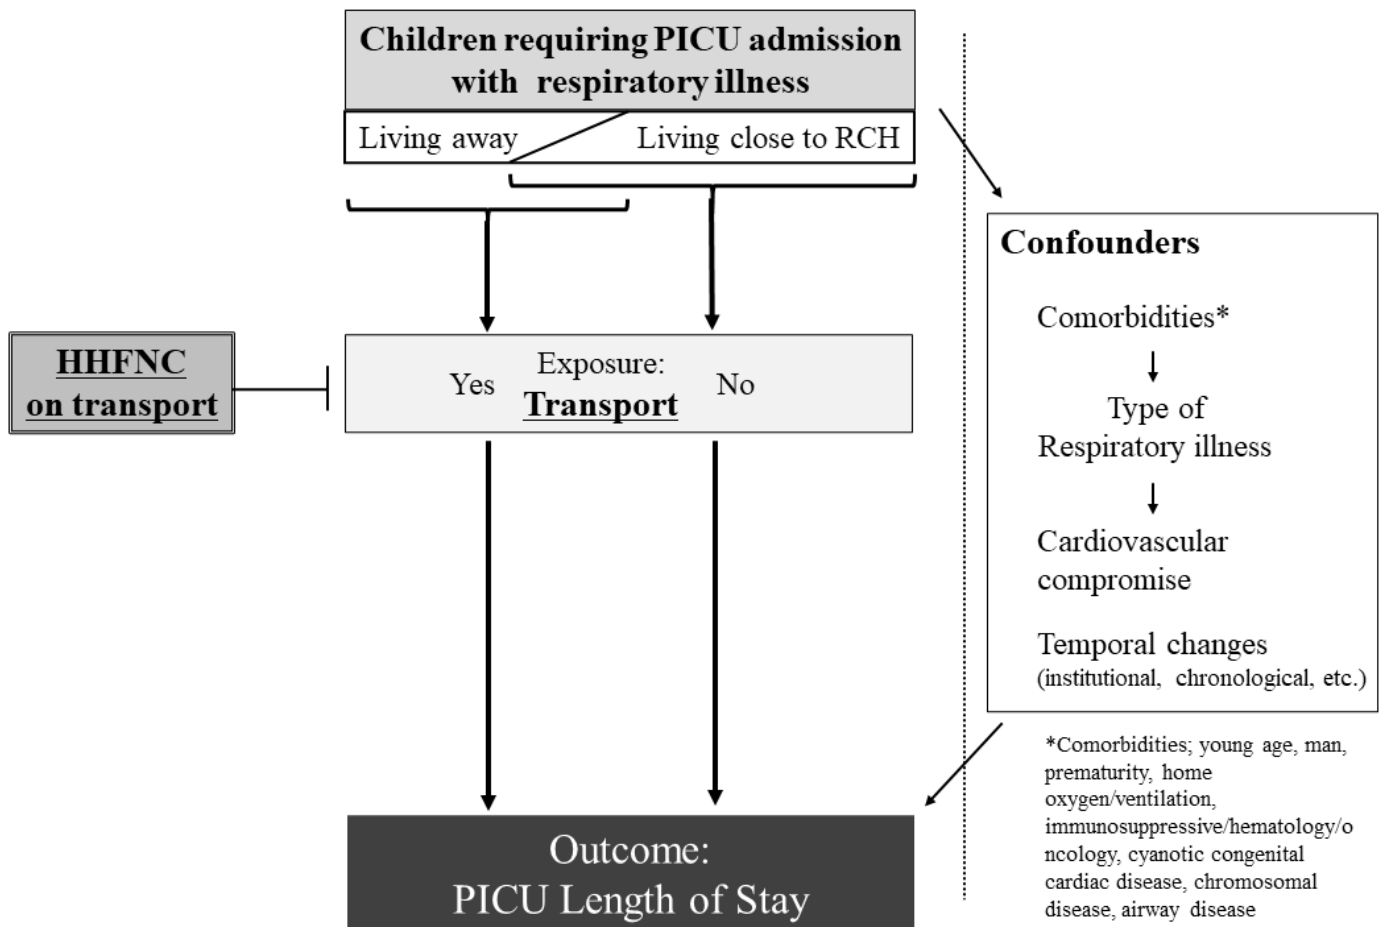 Children requiring PICU admission
with respiratory illness
Living away
Living close to RCH
HHFNC
on transport
Yes
Exposure:
Transport
No
Outcome:
PICU Length of Stay
Confounders
Comorbidities*
Type of
Respiratory illness
Cardiovascular
compromise
Temporal changes
(institutional, chronological, etc.)
*Comorbidities; young age, man,
prematurity, home
oxygen/ventilation,
immunosuppressive/hematology/o
ncology, cyanotic congenital
cardiac disease, chromosomal
disease, airway disease